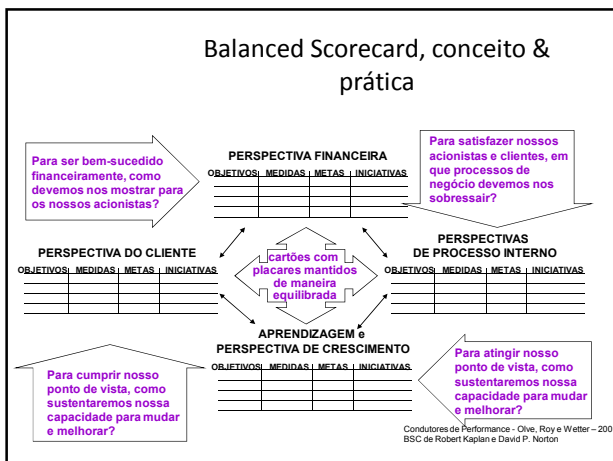 Balanced Scorecard, conceito &
prática
Para ser bem-sucedido
financeiramente, como
devemos nos mostrar para
os nossos acionistas?
PERSPECTIVA FINANCEIRA
OBJETIVOS MEDIDAS METAS INICIATIVAS
Para satisfazer nossos
acionistas e clientes, em
que processos de
negócio devemos nos
sobressair?
PERSPECTIVA DO CLIENTE
OBJETIVOS MEDIDAS METAS INICIATIVAS
cartões com
placares mantidos
de maneira
equilibrada
PERSPECTIVAS
DE PROCESSO INTERNO
OBJETIVOS MEDIDAS METAS INICIATIVAS
APRENDIZAGEM e
PERSPECTIVA DE CRESCIMENTO
OBJETIVOS MEDIDAS METAS INICIATIVAS
Para cumprir nosso
ponto de vista, como
sustentaremos nossa
capacidade para mudar
e melhorar?
Para atingir nosso
ponto de vista, como
sustentaremos nossa
capacidade para mudar
e melhorar?
Condutores de Performance - Olve, Roy e Wetter – 200
BSC de Robert Kaplan e David P. Norton